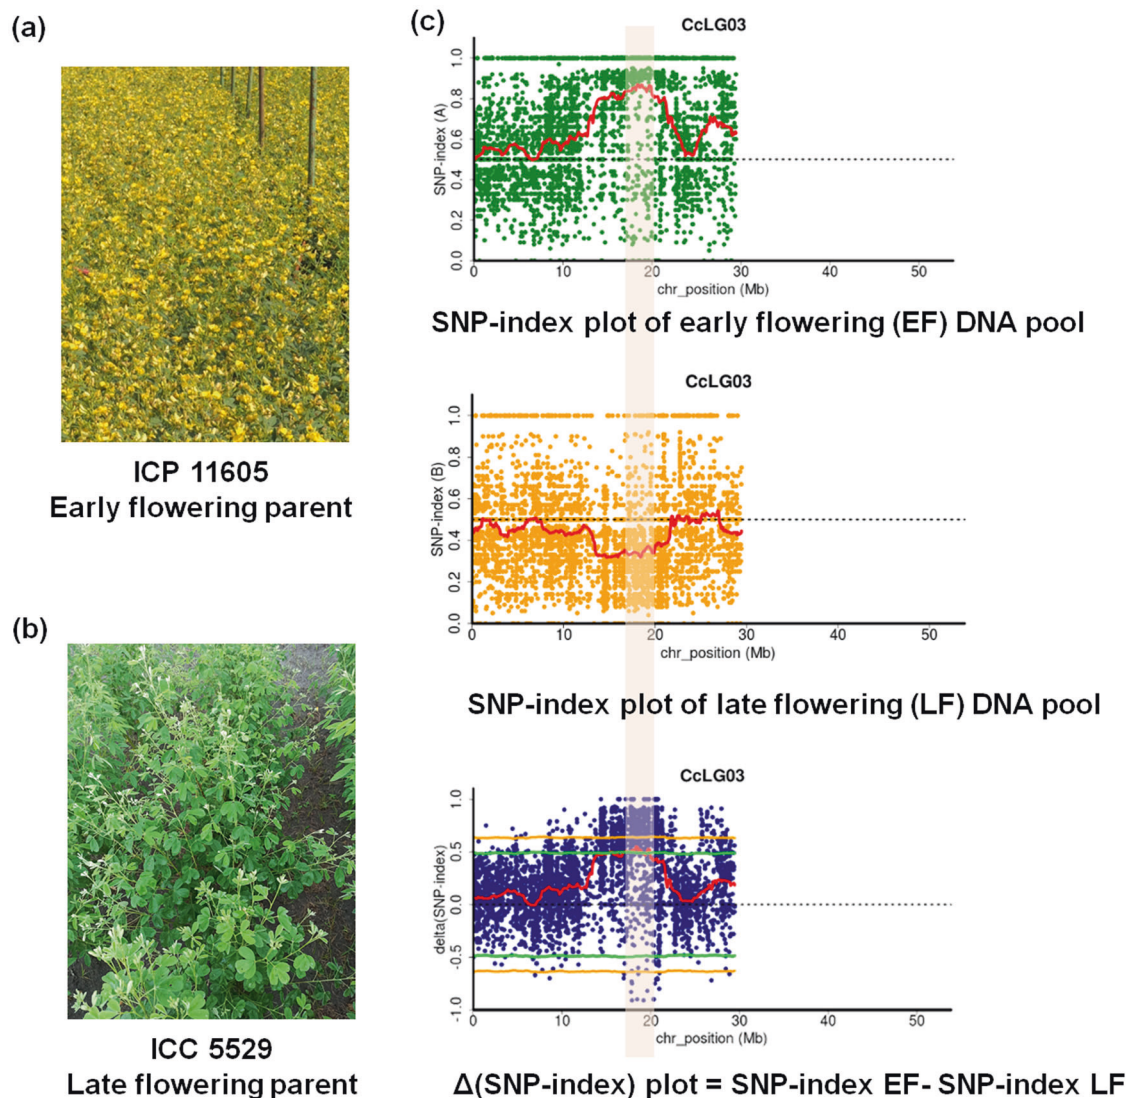 (a)
ICP 11605
Early flowering parent
(b)
ICC 5529
Late flowering parent
(c)
CcLG03
SNP-index (A)
1.0
0.8
0.6
0.4
0.2
0.0
0 10 20 30 40 50
chr_position (Mb)
SNP-index plot of early flowering (EF) DNA pool
CcLG03
SNP-index (B)
1.0
0.8
0.6
0.4
0.2
0.0
0 10 20 30 40 50
chr_position (Mb)
SNP-index plot of late flowering (LF) DNA pool
CcLG03
delta(SNP-index)
1.0
0.5
0.0
-0.5
-1.0
0 10 20 30 40 50
chr_position (Mb)
Δ(SNP-index) plot = SNP-index EF- SNP-index LF